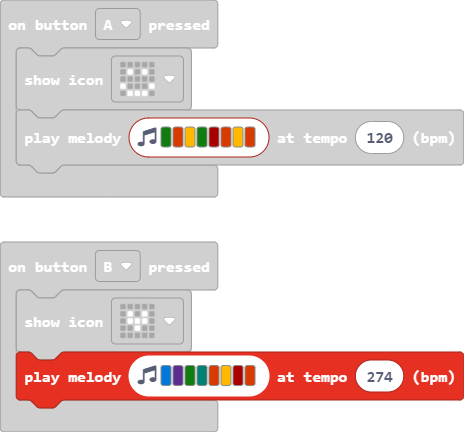 on button A pressed
show icon
play melody at tempo 120 (bpm)
on button B pressed
show icon
play melody at tempo 274 (bpm)